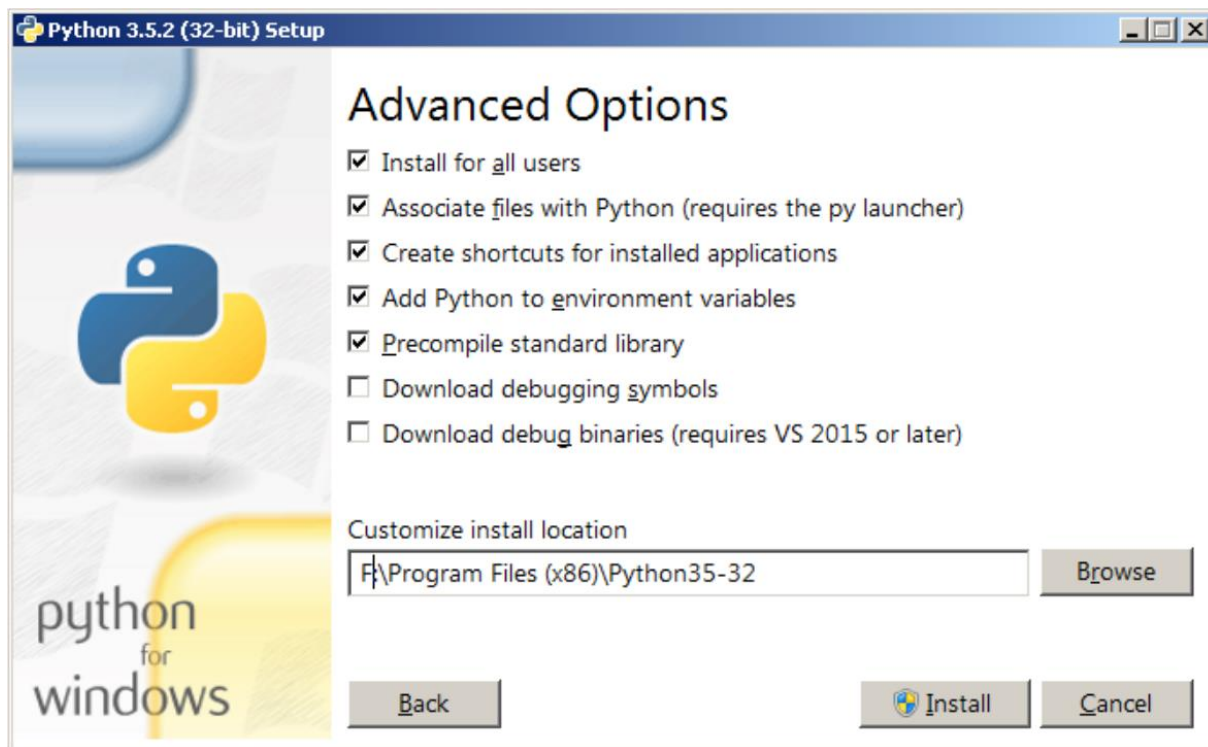 Python 3.5.2 (32-bit) Setup
Advanced Options
Install for all users
Associate files with Python (requires the py launcher)
Create shortcuts for installed applications
Add Python to environment variables
Precompile standard library
Download debugging symbols
Download debug binaries (requires VS 2015 or later)
Customize install location
F:\Program Files (x86)\Python35-32
Browse
python
for
windows
Back
Install
Cancel